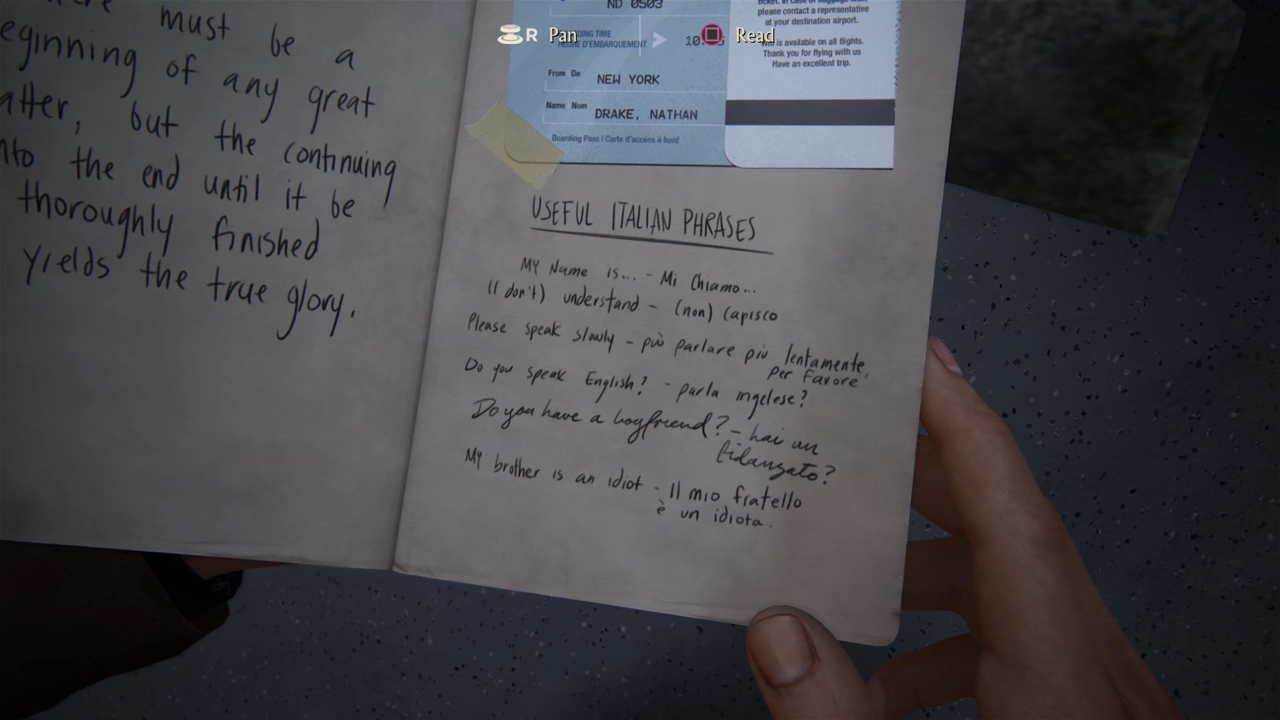 must be a
of any great
but the continuing
the end until it be
thoroughly finished
yields the true glory.
ND 0503
HEURE D'EMBARQUEMENT
R Pan
Read
From De NEW YORK
Name Nom DRAKE, NATHAN
Boarding Pass | Carte d'accès à bord
please contact a representative
at your destination airport.
is available on all flights.
Thank you for flying with us
Have an excellent trip.
USEFUL ITALIAN PHRASES
MY Name is... - Mi Chiamo...
(I don't) understand - (non) Capisco
Please speak slowly - può parlare più lentamente,
per favore
Do you speak English? - parla inglese?
Do you have a boyfriend? - hai un
fidanzato?
MY brother is an idiot - Il mio fratello
è un idiota.